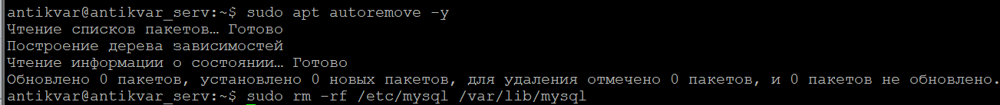 antikvar@antikvar_serv:~$ sudo apt autoremove -y
Чтение списков пакетов… Готово
Построение дерева зависимостей
Чтение информации о состоянии… Готово
Обновлено 0 пакетов, установлено 0 новых пакетов, для удаления отмечено 0 пакетов, и 0 пакетов не обновлено.
antikvar@antikvar_serv:~$ sudo rm -rf /etc/mysql /var/lib/mysql